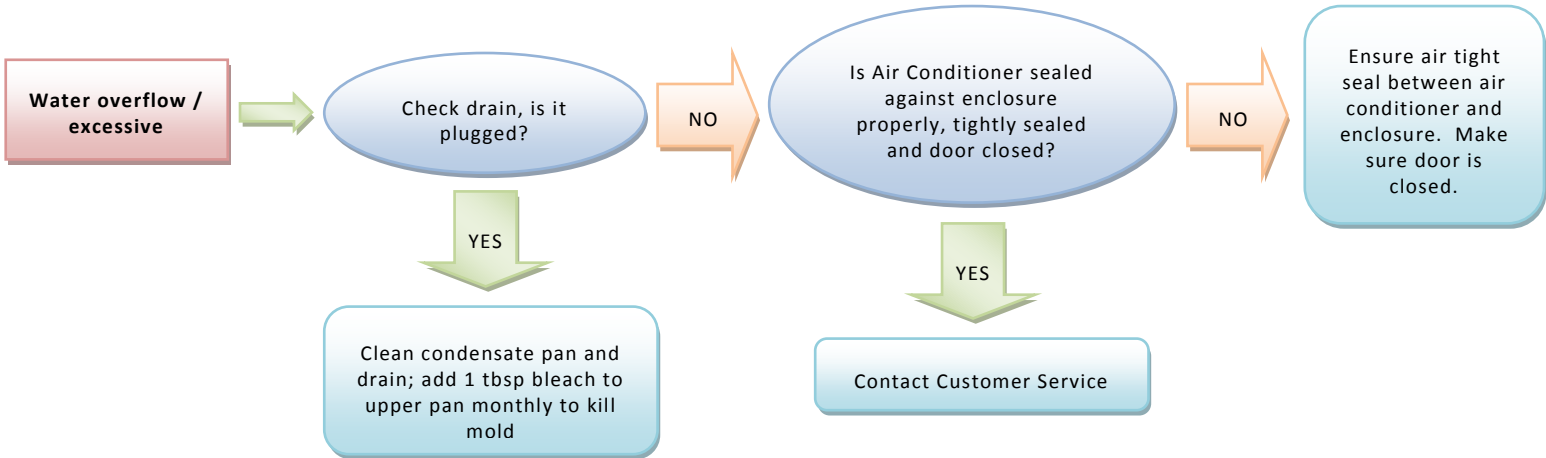 Water overflow /
excessive
Check drain, is it
plugged?
NO
Is Air Conditioner sealed
against enclosure
properly, tightly sealed
and door closed?
NO
Ensure air tight
seal between air
conditioner and
enclosure.  Make
sure door is
closed.
YES
YES
Clean condensate pan and
drain; add 1 tbsp bleach to
upper pan monthly to kill
mold
Contact Customer Service